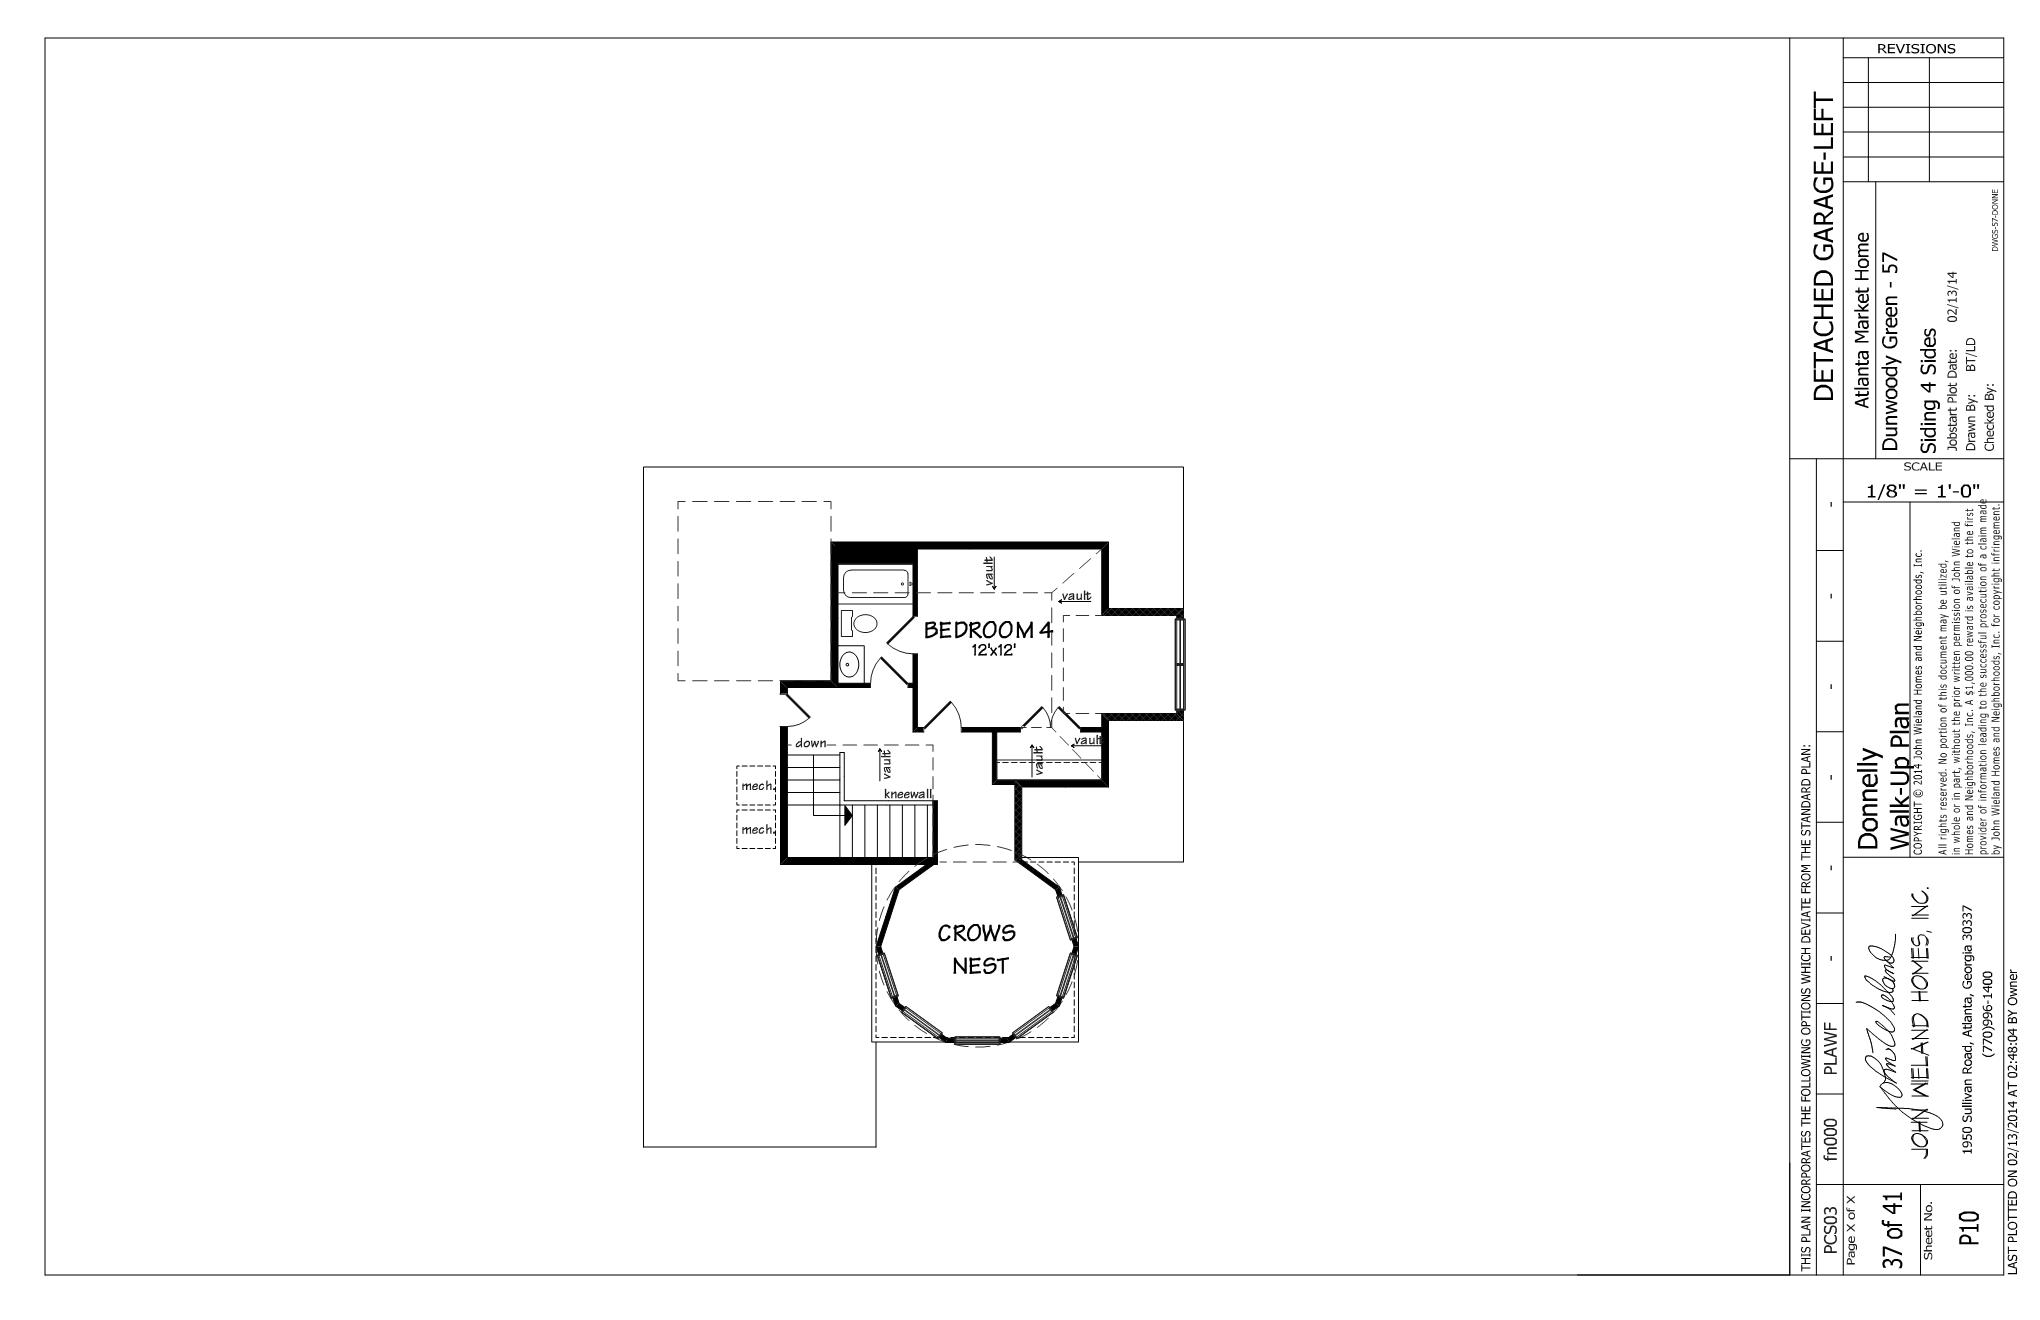 vault
vault
BEDROOM 4
12'x12'
down
vault
vault
vault
mech.
kneewall
mech.
CROWS
NEST
DETACHED GARAGE-LEFT
REVISIONS
Atlanta Market Home
Dunwoody Green - 57
Siding 4 Sides
Jobstart Plot Date: 02/13/14
Drawn By: BT/LD
Checked By:
DWGS-57-DONNE
SCALE
1/8" = 1'-0"
Donnelly
Walk-Up Plan
COPYRIGHT © 2014 John Wieland Homes and Neighborhoods, Inc.
All rights reserved. No portion of this document may be utilized,
in whole or in part, without the prior written permission of John Wieland
Homes and Neighborhoods, Inc. A $1,000.00 reward is available to the first
provider of information leading to the successful prosecution of a claim made
by John Wieland Homes and Neighborhoods, Inc. for copyright infringement.
THIS PLAN INCORPORATES THE FOLLOWING OPTIONS WHICH DEVIATE FROM THE STANDARD PLAN:
PCS03 fn000 PLAWF - - - - - -
John Wieland
JOHN WIELAND HOMES, INC.
1950 Sullivan Road, Atlanta, Georgia 30337
(770)996-1400
Page X of X
37 of 41
Sheet No.
P10
LAST PLOTTED ON 02/13/2014 AT 02:48:04 BY Owner